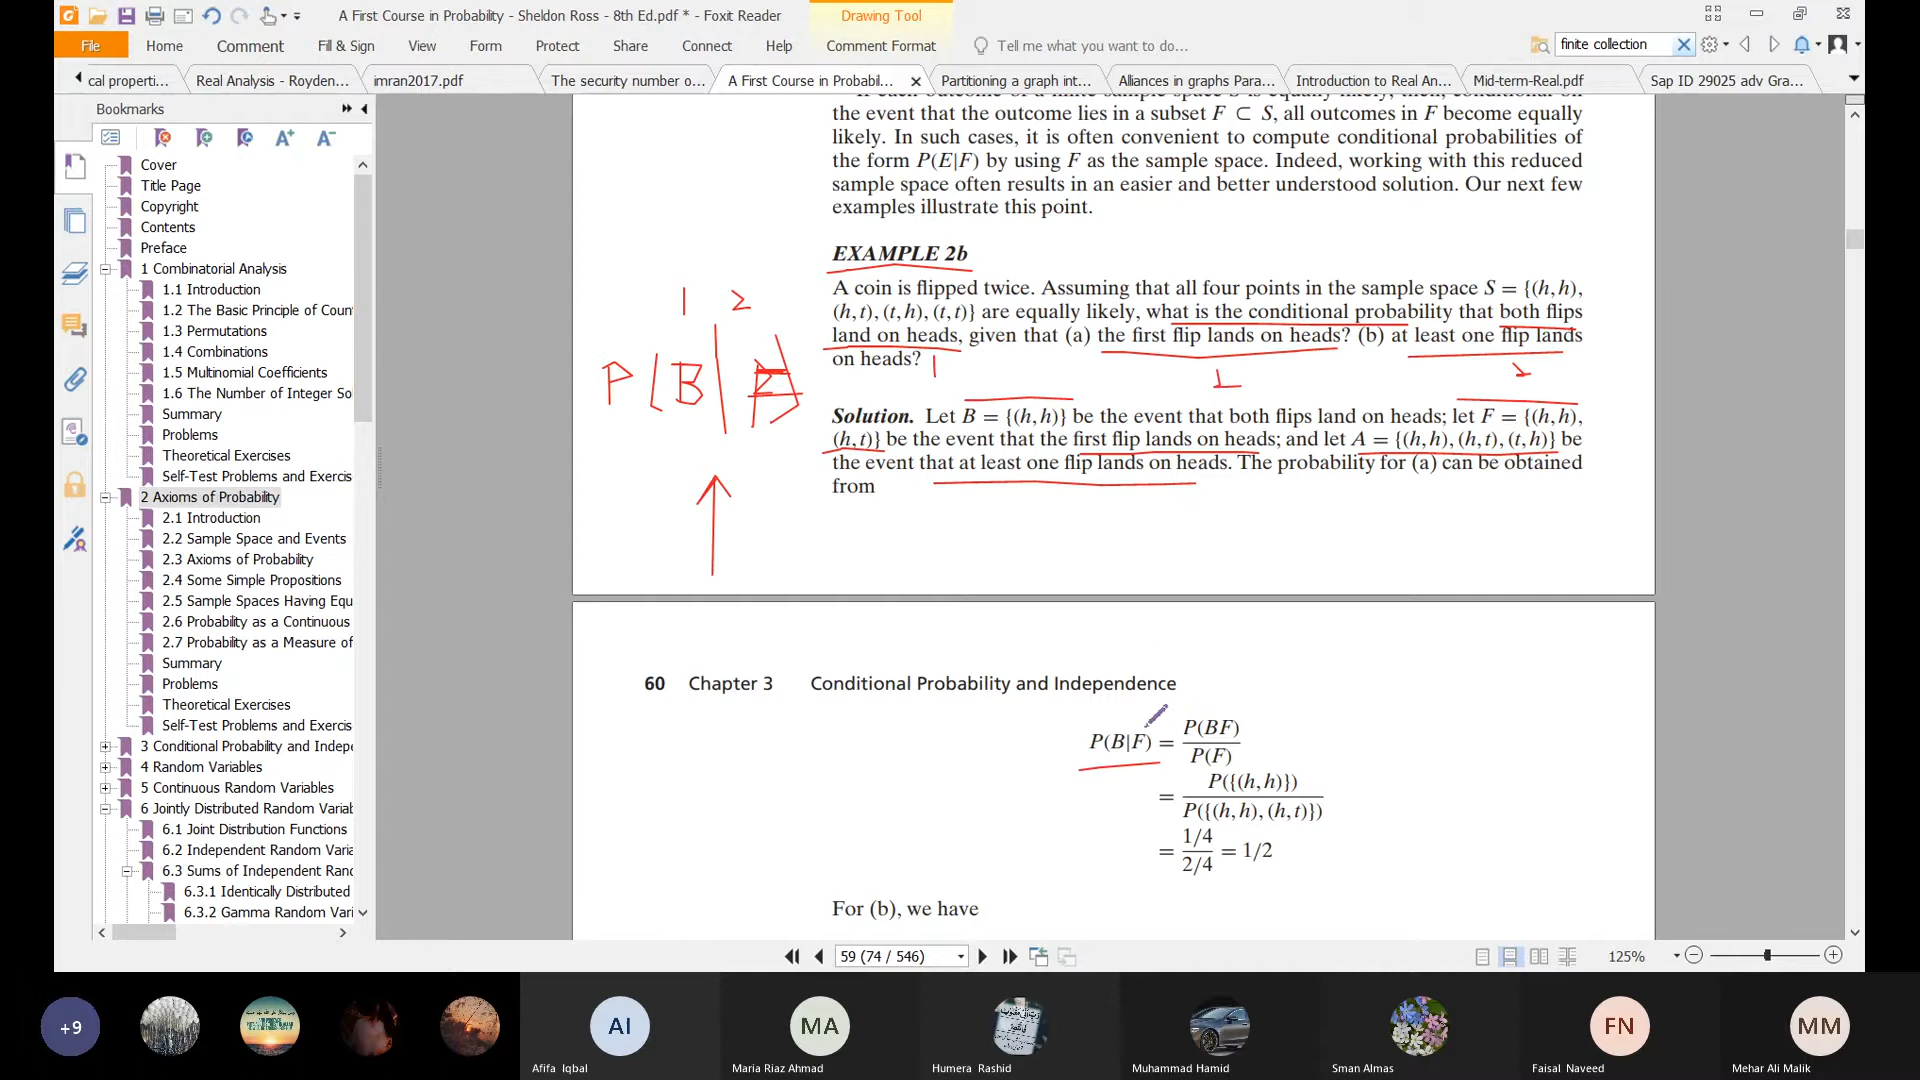 A First Course in Probability - Sheldon Ross - 8th Ed.pdf * - Foxit Reader
Drawing Tool
File Home Comment Fill & Sign View Form Protect Share Connect Help Comment Format Tell me what you want to do... finite collection
cal properti... Real Analysis - Royden... imran2017.pdf The security number o... A First Course in Probabil... Partitioning a graph int... Alliances in graphs Para... Introduction to Real An... Mid-term-Real.pdf Sap ID 29025 adv Gra...
Bookmarks
Cover
Title Page
Copyright
Contents
Preface
1 Combinatorial Analysis
1.1 Introduction
1.2 The Basic Principle of Coun
1.3 Permutations
1.4 Combinations
1.5 Multinomial Coefficients
1.6 The Number of Integer So
Summary
Problems
Theoretical Exercises
Self-Test Problems and Exercis
2 Axioms of Probability
2.1 Introduction
2.2 Sample Space and Events
2.3 Axioms of Probability
2.4 Some Simple Propositions
2.5 Sample Spaces Having Equ
2.6 Probability as a Continuous
2.7 Probability as a Measure of
Summary
Problems
Theoretical Exercises
Self-Test Problems and Exercis
3 Conditional Probability and Indepe
4 Random Variables
5 Continuous Random Variables
6 Jointly Distributed Random Variab
6.1 Joint Distribution Functions
6.2 Independent Random Varia
6.3 Sums of Independent Ranc
6.3.1 Identically Distributed
6.3.2 Gamma Random Vari
the event that the outcome lies in a subset F ⊂ S, all outcomes in F become equally
likely. In such cases, it is often convenient to compute conditional probabilities of
the form P(E|F) by using F as the sample space. Indeed, working with this reduced
sample space often results in an easier and better understood solution. Our next few
examples illustrate this point.
EXAMPLE 2b
A coin is flipped twice. Assuming that all four points in the sample space S = {(h, h),
(h, t), (t, h), (t, t)} are equally likely, what is the conditional probability that both flips
land on heads, given that (a) the first flip lands on heads? (b) at least one flip lands
on heads?
1 2
P(B|
1
1
2
Solution. Let B = {(h, h)} be the event that both flips land on heads; let F = {(h, h),
(h, t)} be the event that the first flip lands on heads; and let A = {(h, h), (h, t), (t, h)} be
the event that at least one flip lands on heads. The probability for (a) can be obtained
from
60 Chapter 3 Conditional Probability and Independence
P(B|F) = P(BF)
P(F)
= P({(h, h)})
P({(h, h), (h, t)})
= 1/4
2/4 = 1/2
For (b), we have
59 (74 / 546)
125%
+9 AI MA FN MM
Afifa Iqbal Maria Riaz Ahmad Humera Rashid Muhammad Hamid Sman Almas Faisal Naveed Mehar Ali Malik